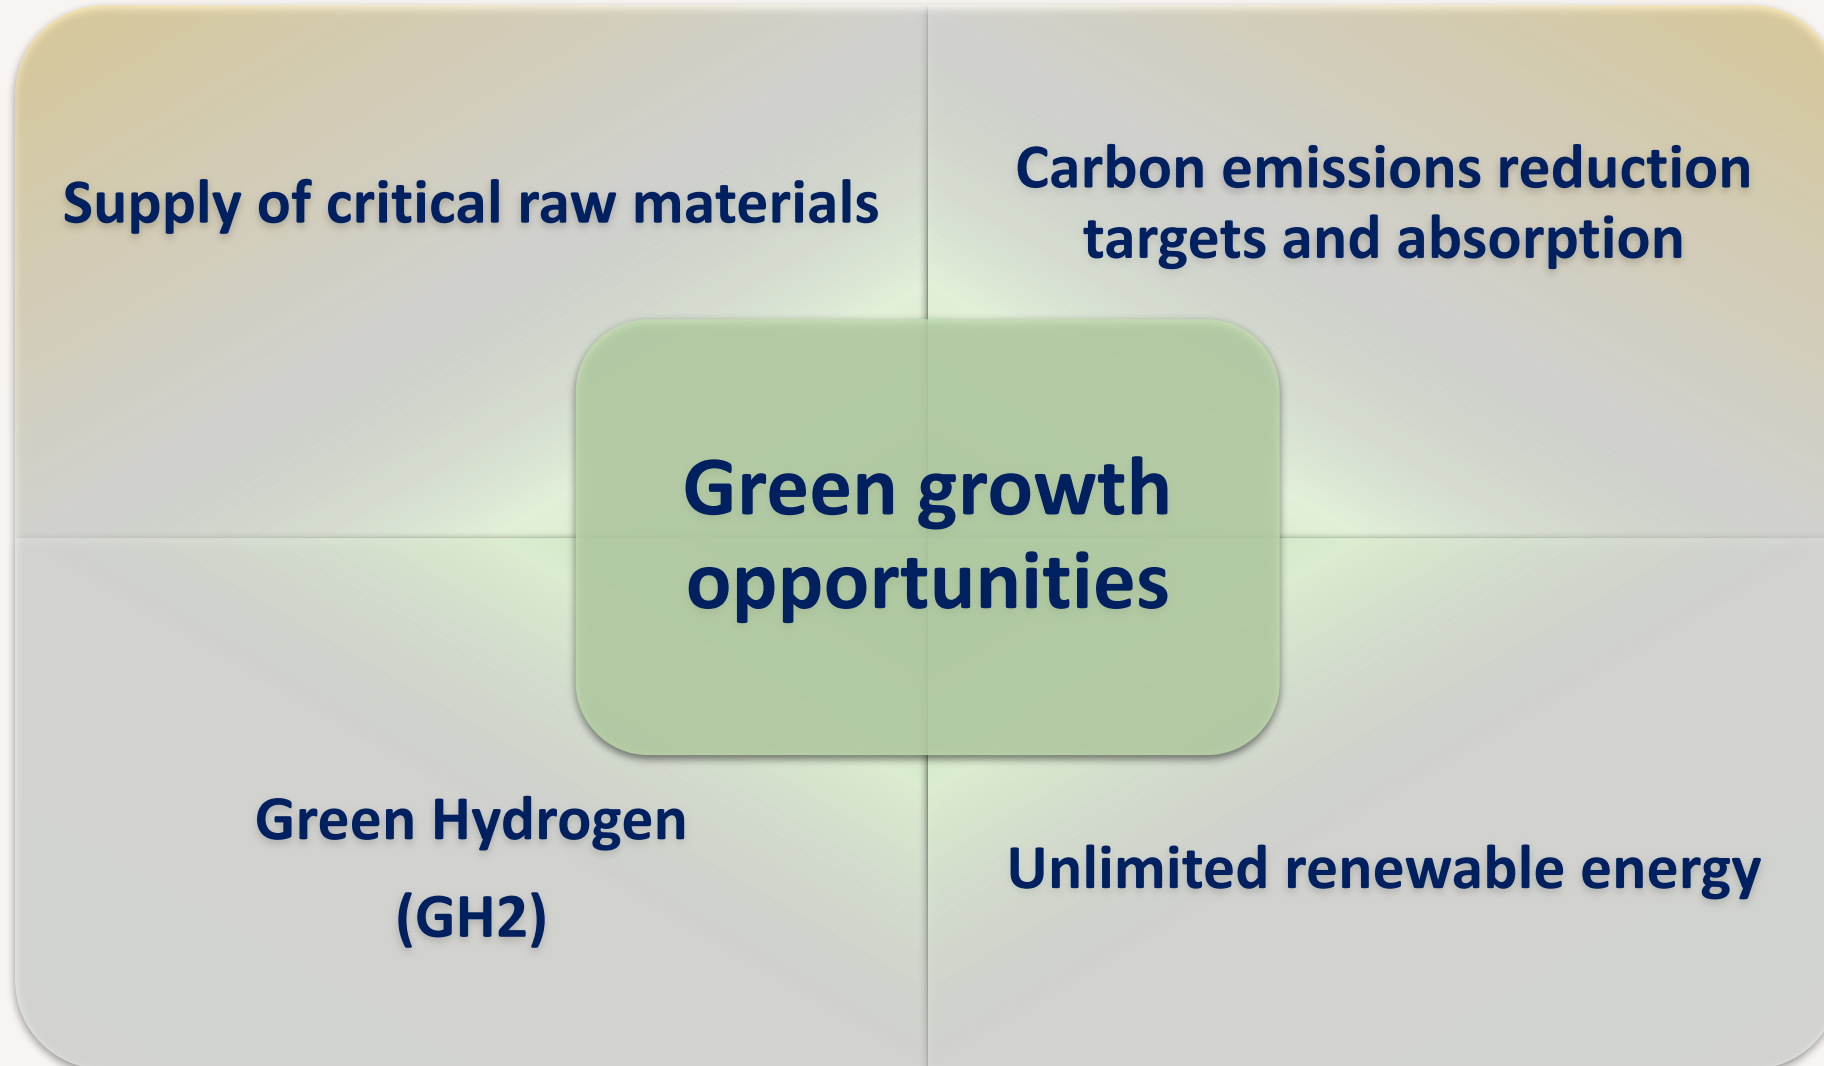 Supply of critical raw materials
Carbon emissions reduction
targets and absorption
Green growth
opportunities
Green Hydrogen
(GH2)
Unlimited renewable energy